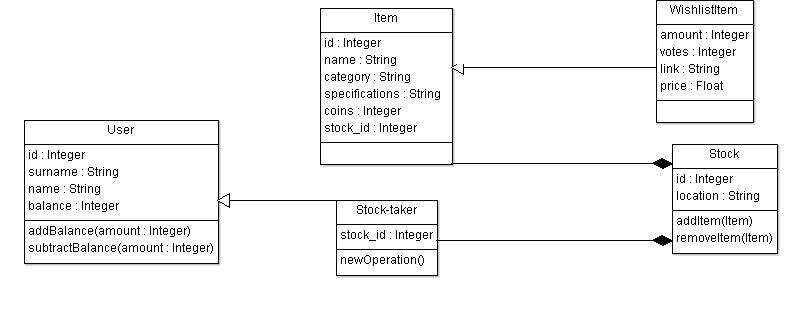 Item
id : Integer
name : String
category : String
specifications : String
coins : Integer
stock_id : Integer
WishlistItem
amount : Integer
votes : Integer
link : String
price : Float
User
id : Integer
surname : String
name : String
balance : Integer
addBalance(amount : Integer)
subtractBalance(amount : Integer)
Stock-taker
stock_id : Integer
newOperation()
Stock
id : Integer
location : String
addItem(Item)
removeItem(Item)